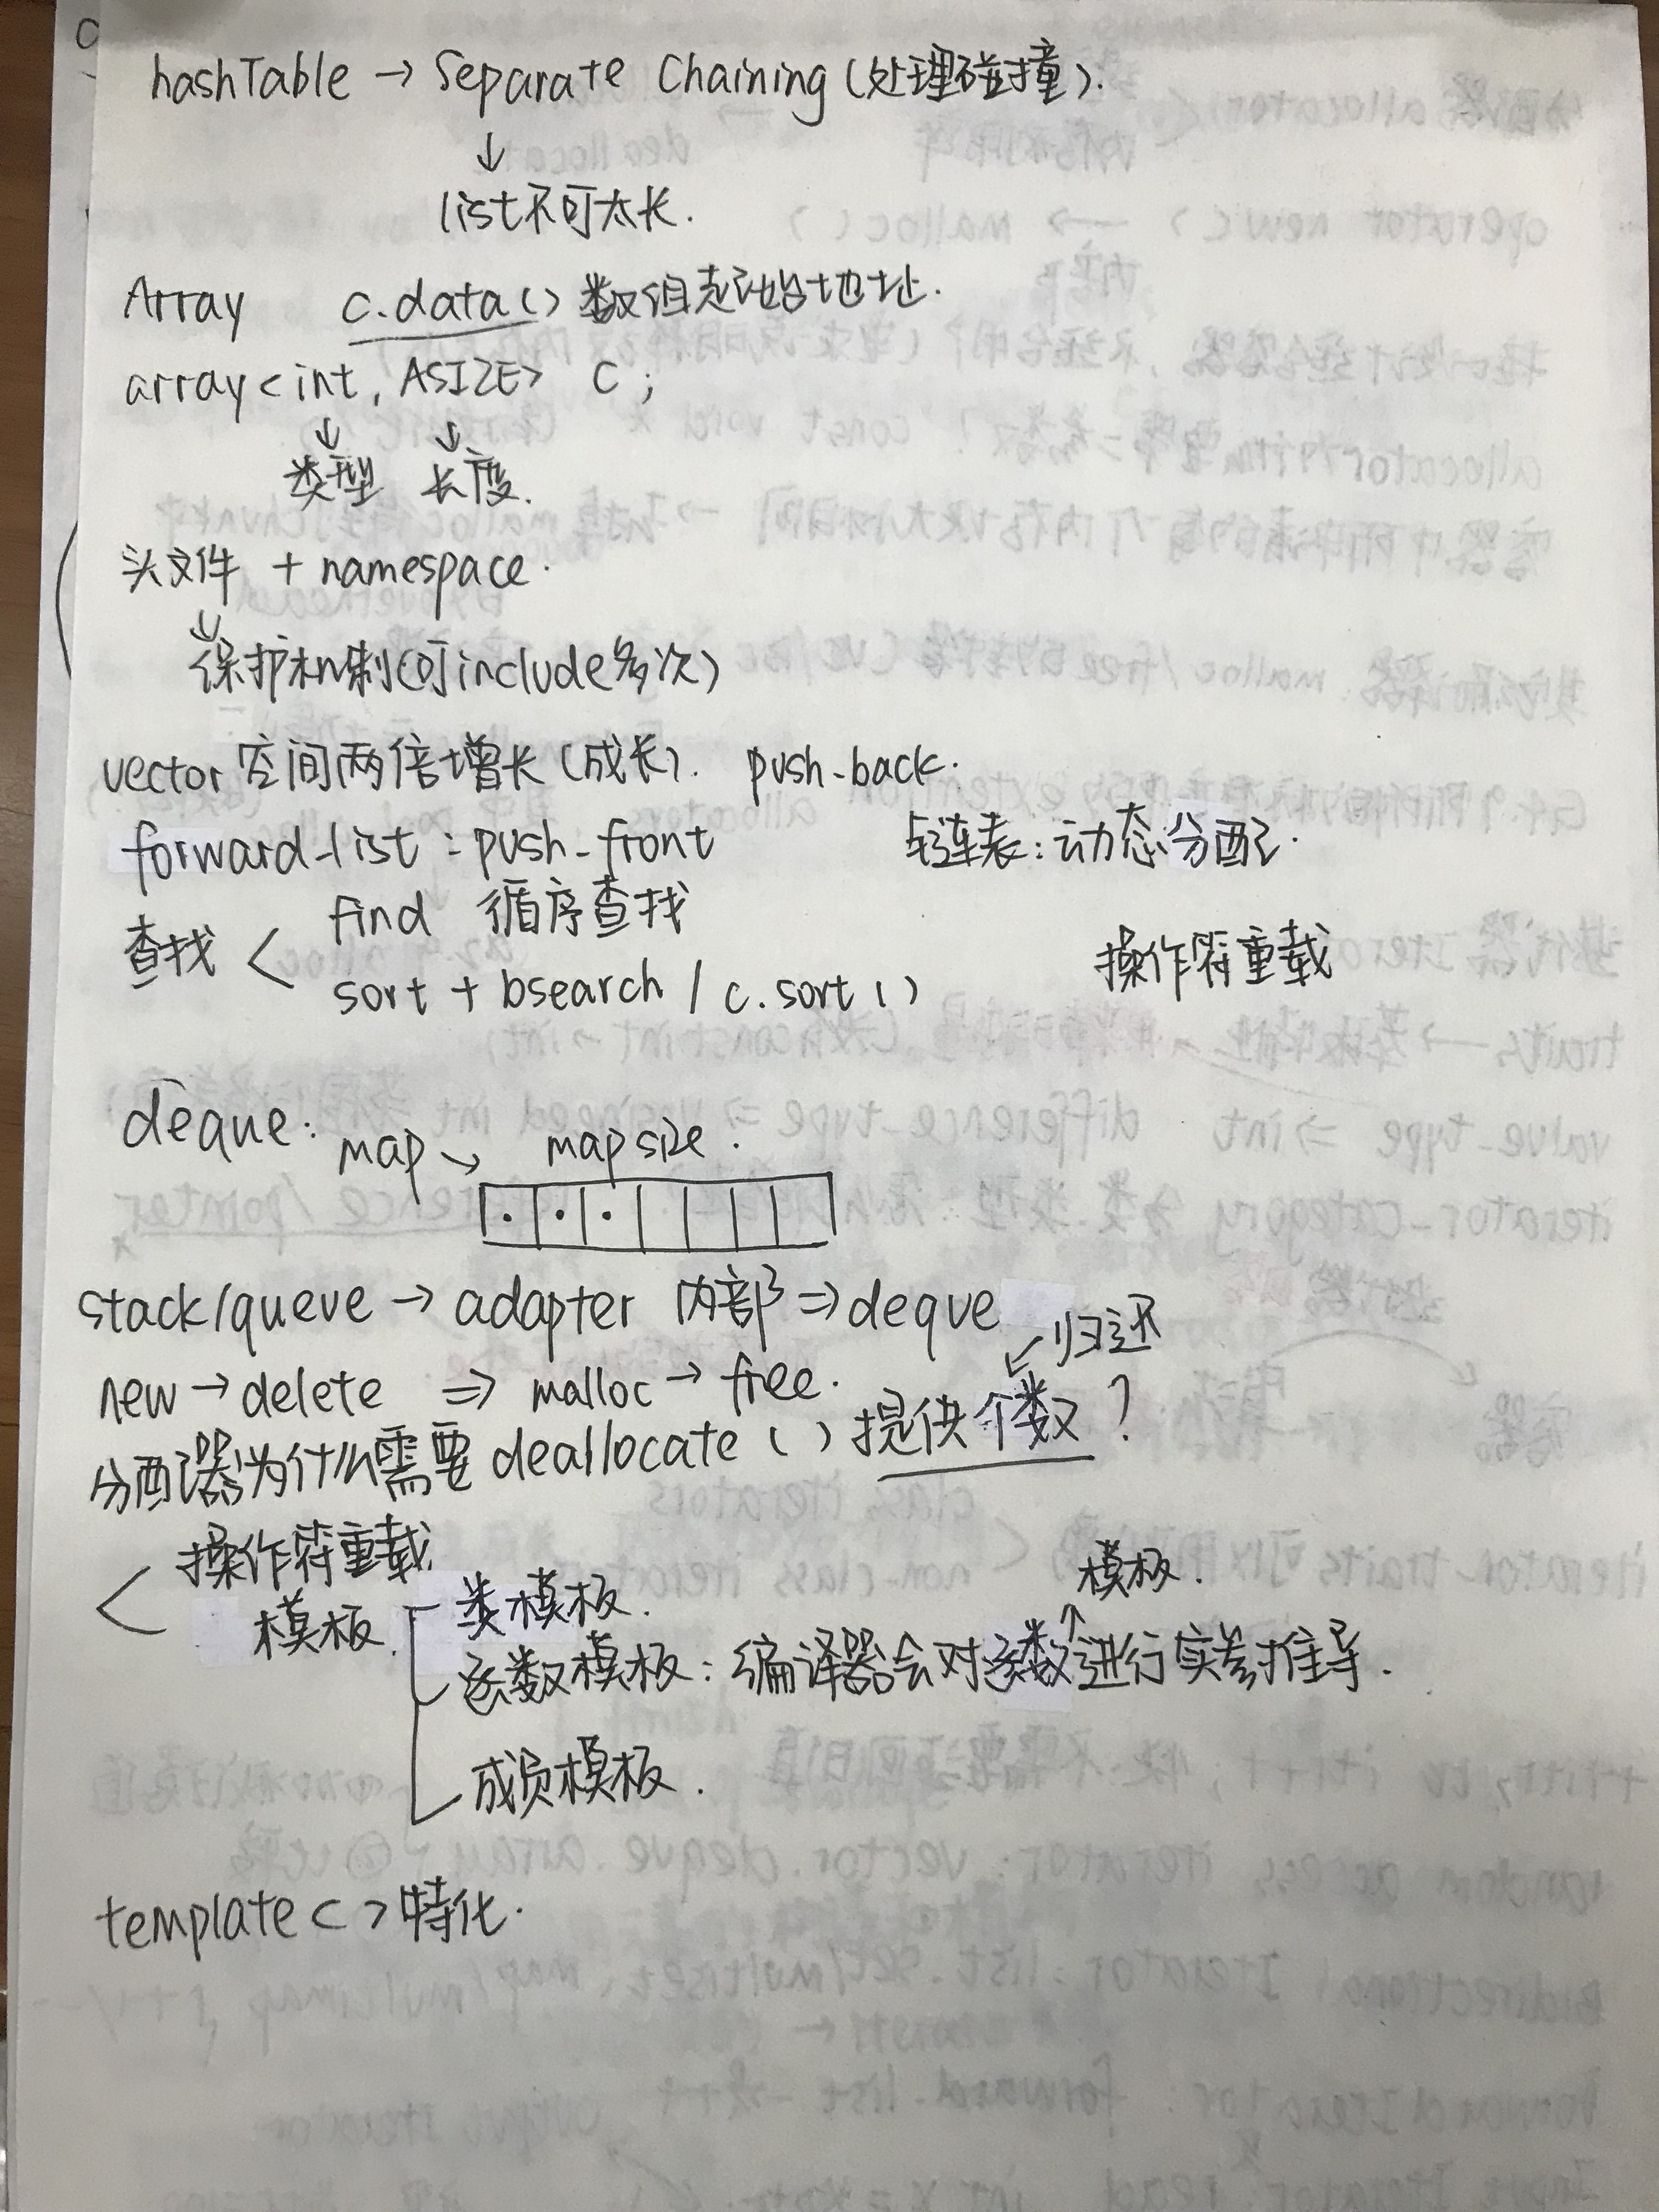 hashTable → Separate Chaining (处理碰撞).
↓
list不可太长.
Array c.data() 数组起始地址.
array<int, ASIZE> c;
↓ ↓
类型 长度.
头文件 + namespace.
↓
保护机制(可include多次)
vector 空间两倍增长(成长). push-back.
forward-list: push-front 链表:动态分配.
查找 < find 循序查找
sort + bsearch / c.sort() 操作符重载
deque: map → map size.
stack/queue → adapter 内部 ⇒ deque
↙归还
new → delete ⇒ malloc → free.
分配器为什么需要 deallocate() 提供个数?
< 操作符重载
模板. 类模板. 模板.
函数模板: 编译器会对函数进行实参推导.
成员模板.
template<>特化.